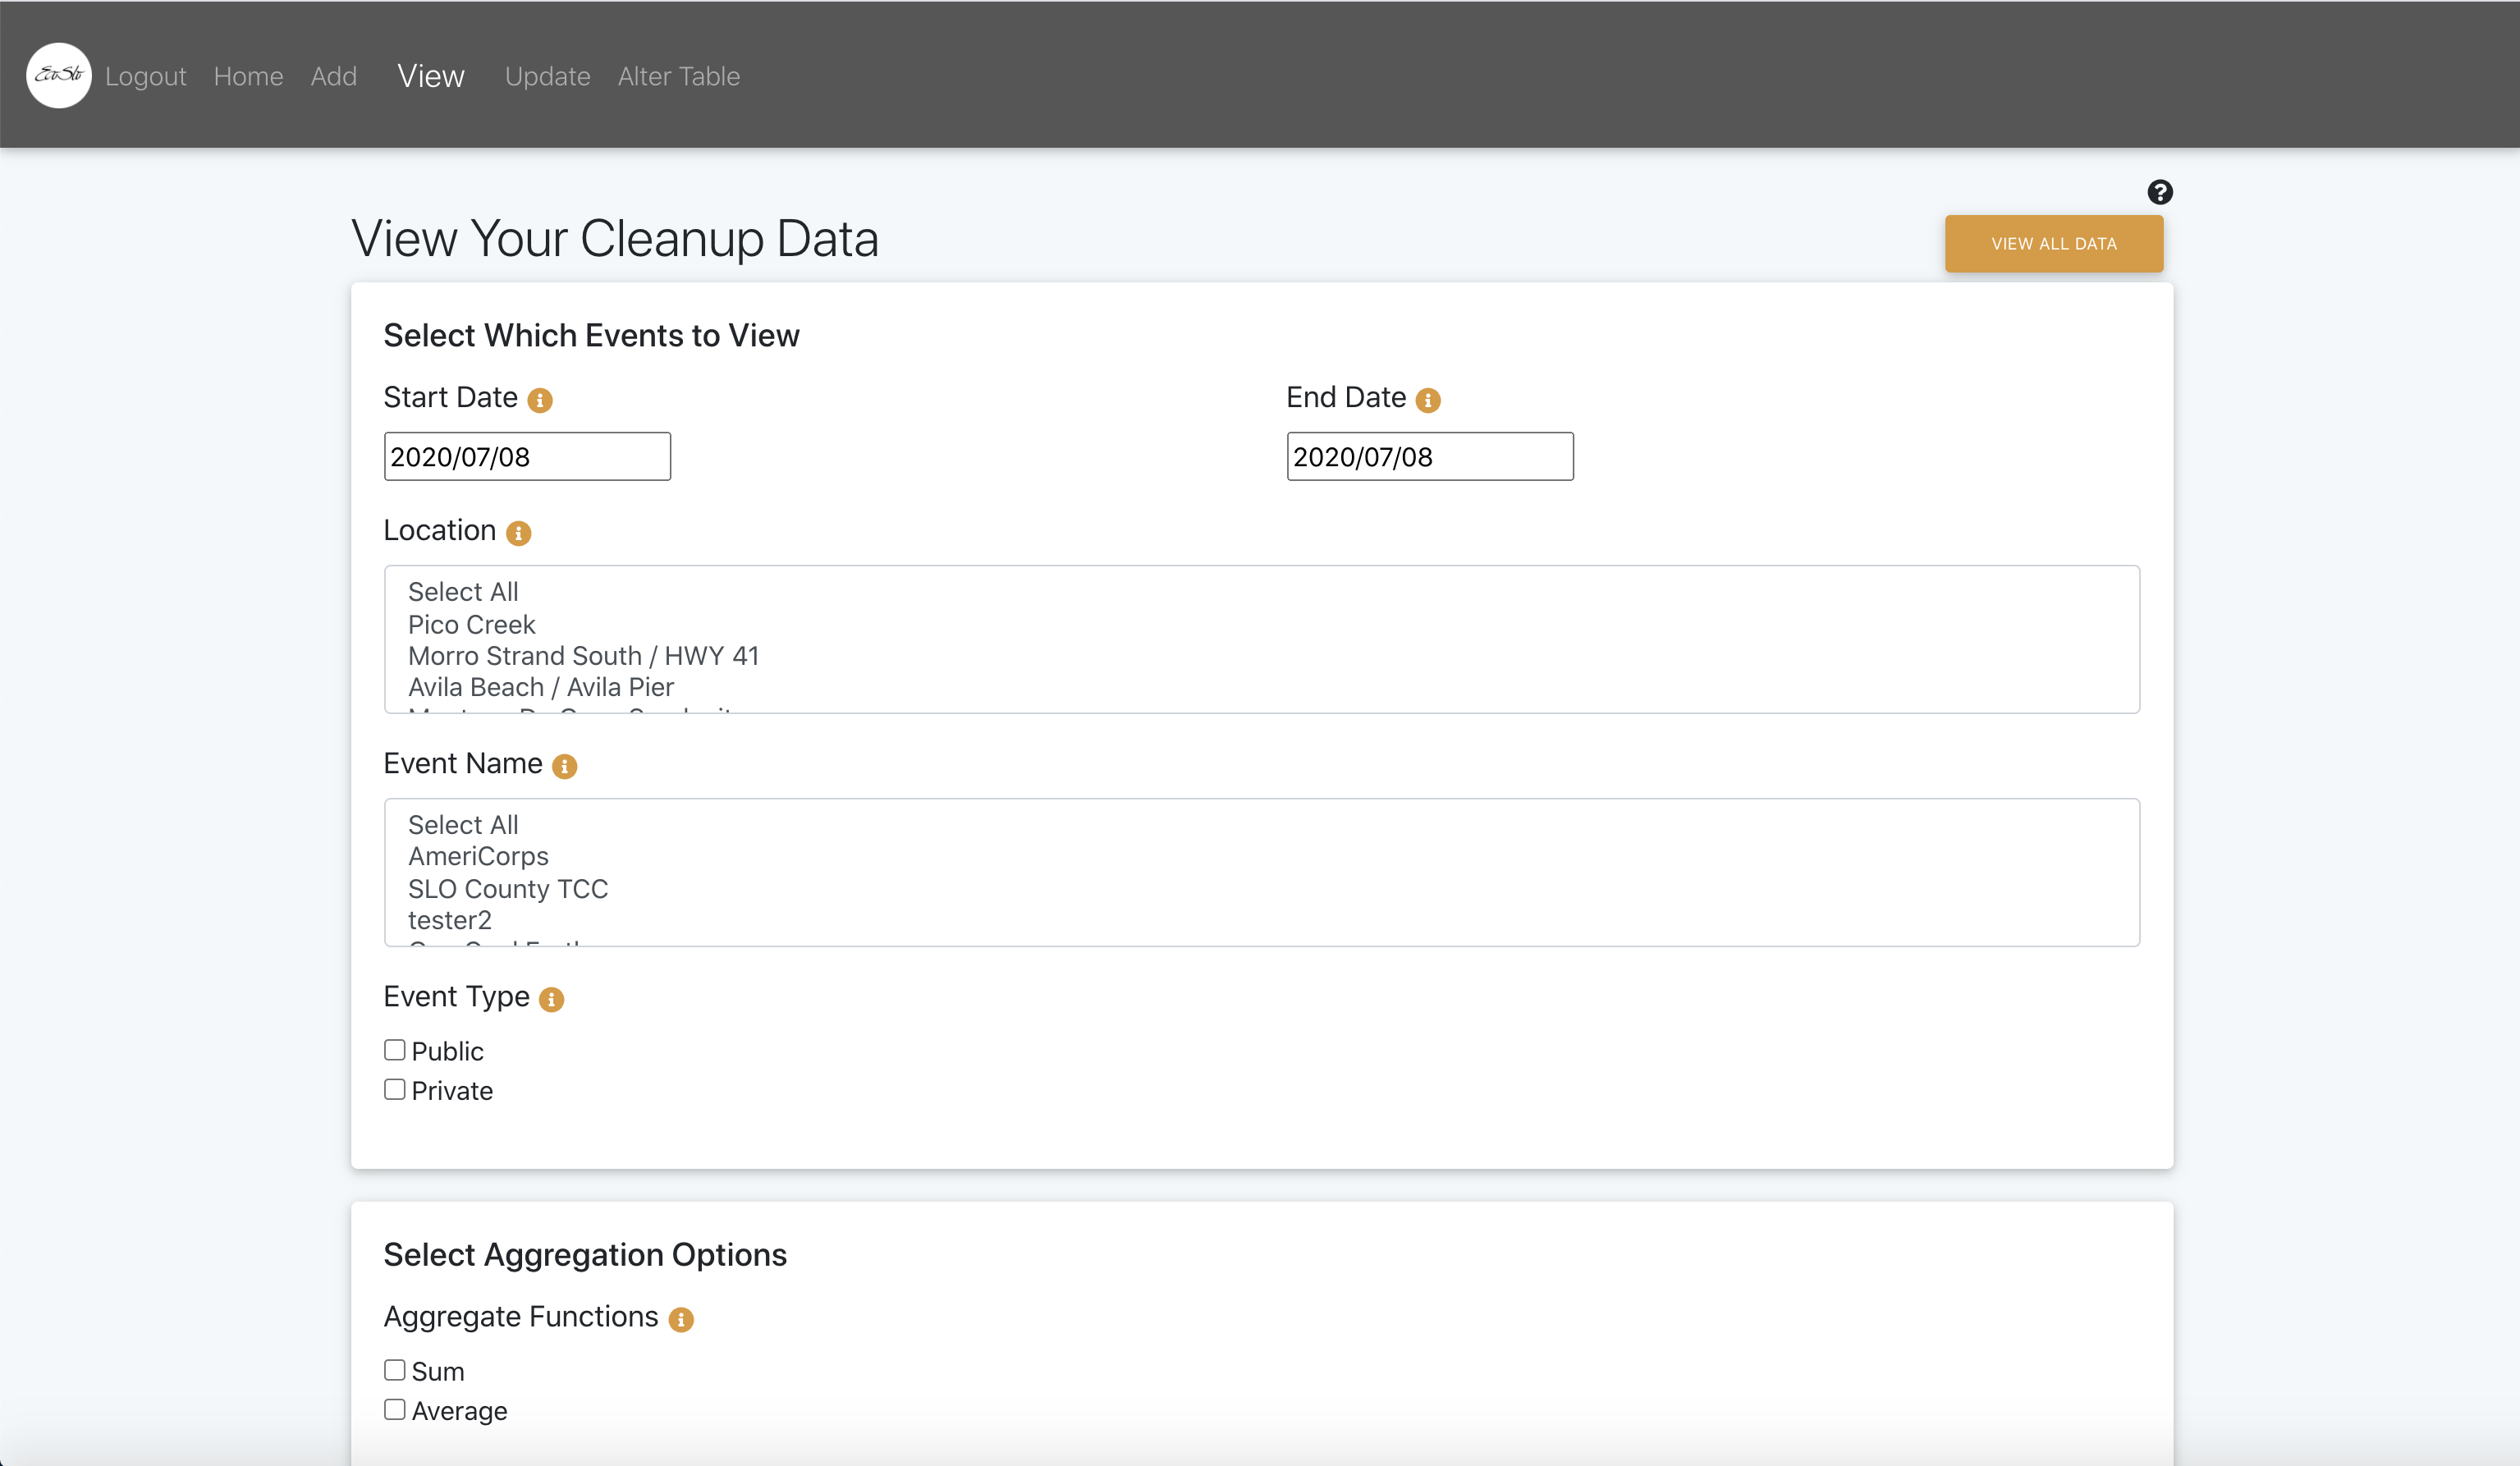 EcoSlo
Logout Home Add View Update Alter Table
View Your Cleanup Data
VIEW ALL DATA
Select Which Events to View
Start Date
End Date
2020/07/08
2020/07/08
Location
Select All
Pico Creek
Morro Strand South / HWY 41
Avila Beach / Avila Pier
Event Name
Select All
AmeriCorps
SLO County TCC
tester2
Event Type
Public
Private
Select Aggregation Options
Aggregate Functions
Sum
Average